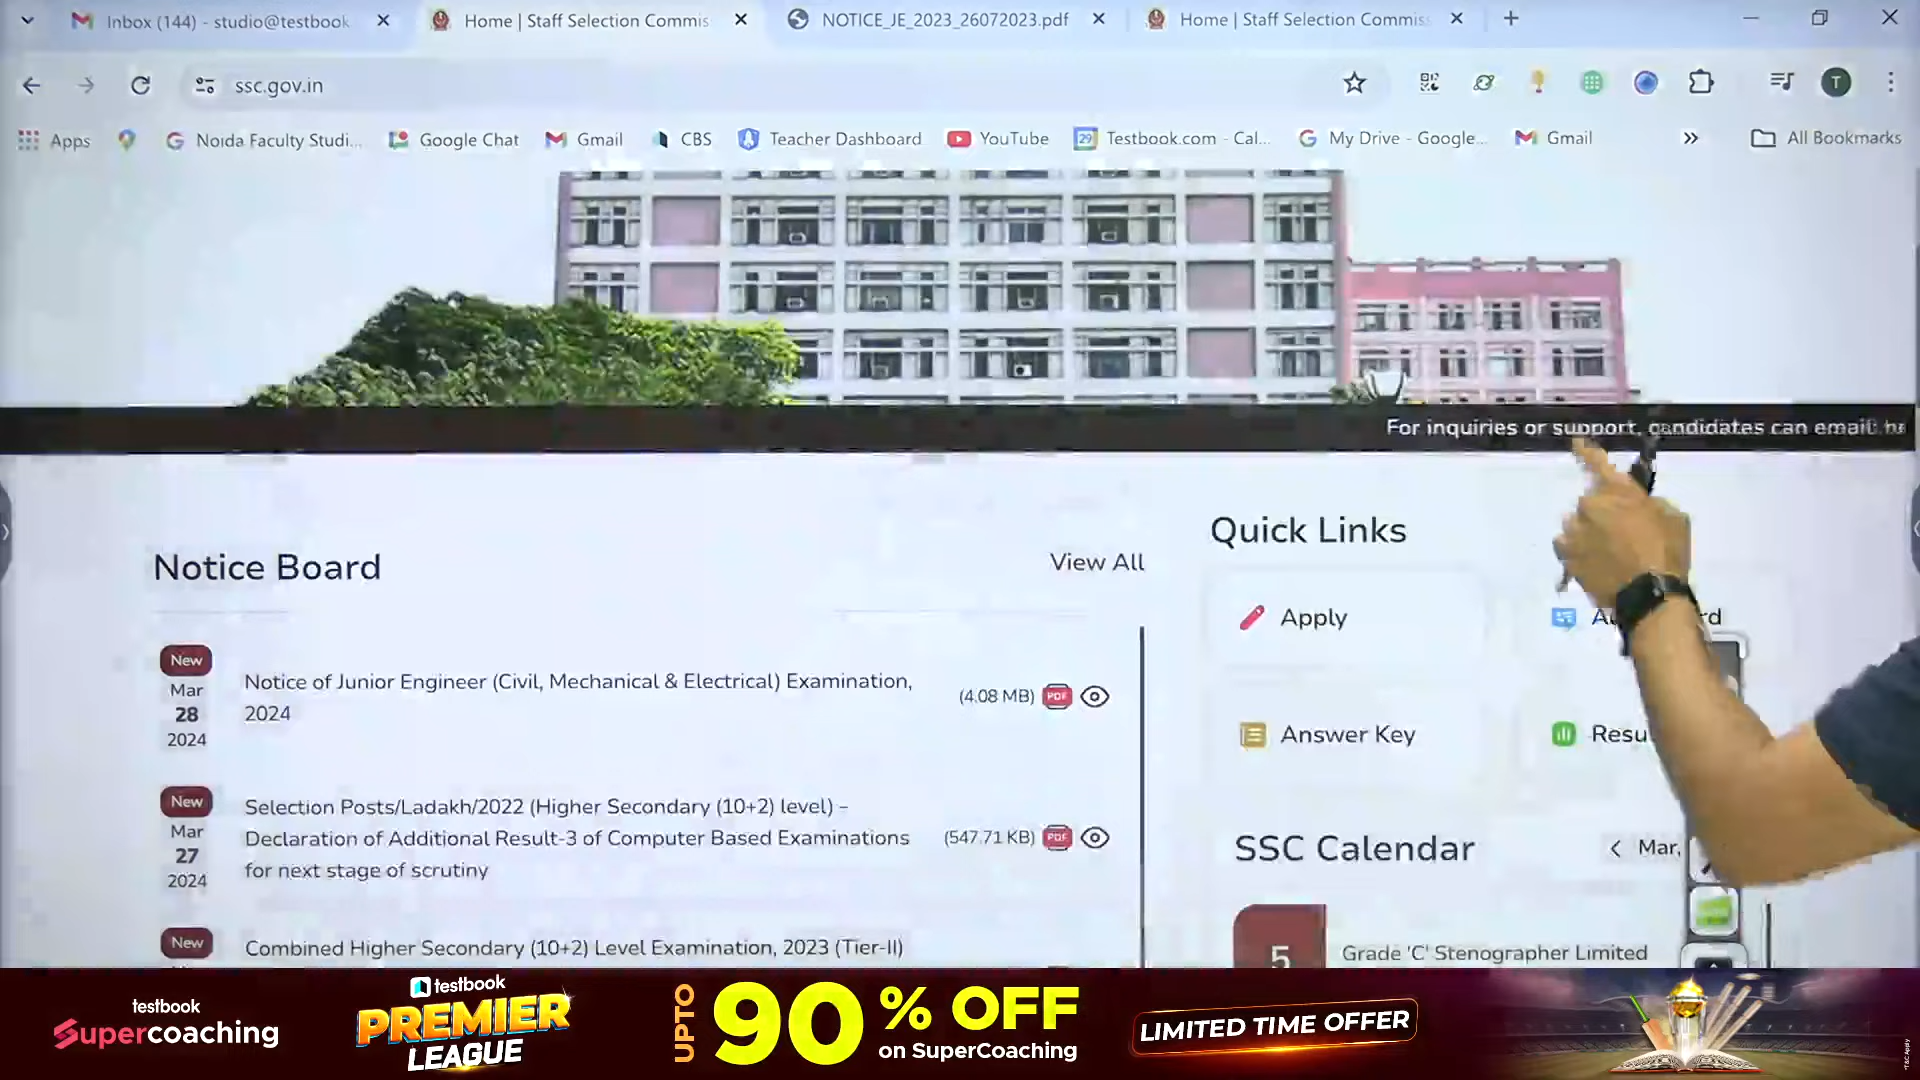 Inbox (144) - studio@testbook
Home | Staff Selection Commis
NOTICE_JE_2023_26072023.pdf
Home | Staff Selection Commis
ssc.gov.in
T
Apps
Noida Faculty Studi...
Google Chat
Gmail
CBS
Teacher Dashboard
YouTube
29
Testbook.com - Cal...
My Drive - Google...
Gmail
All Bookmarks
For inquiries or support, candidates can email
Notice Board
View All
Quick Links
Apply
Answer Key
New
Mar
28
2024
Notice of Junior Engineer (Civil, Mechanical & Electrical) Examination,
2024
(4.08 MB)
PDF
New
Mar
27
2024
Selection Posts/Ladakh/2022 (Higher Secondary (10+2) level) –
Declaration of Additional Result-3 of Computer Based Examinations
for next stage of scrutiny
(547.71 KB)
PDF
SSC Calendar
Mar,
New
Combined Higher Secondary (10+2) Level Examination, 2023 (Tier-II)
5
Grade 'C' Stenographer Limited
testbook
Supercoaching
testbook
PREMIER
LEAGUE
UPTO
90% OFF
on SuperCoaching
LIMITED TIME OFFER